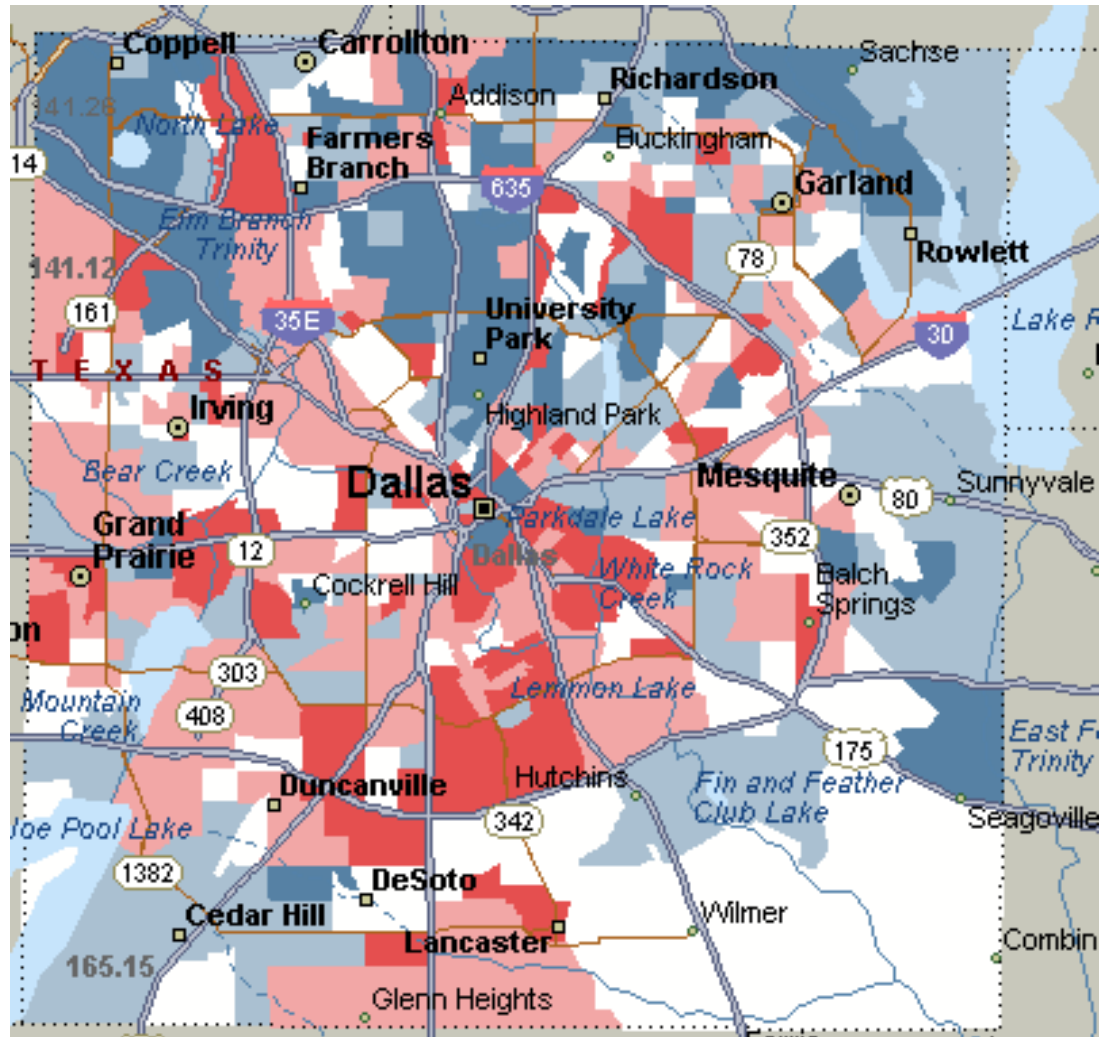 Coppell
Carrollton
Sachse
Richardson
Addison
141.26
North Lake
Farmers
Branch
Buckingham
14
635
Garland
Elm Branch
Trinity
Rowlett
78
141.12
161
35E
University
Park
30
Lake R
TEXAS
Irving
Highland Park
Bear Creek
Dallas
Mesquite
80
Sunnyvale
Grand
Prairie
Parkdale Lake
12
352
Dallas
White Rock
Creek
Cockrell Hill
Balch
Springs
on
303
Lemmon Lake
Mountain
Creek
408
175
East F
Trinity
Duncanville
Hutchins
Fin and Feather
Club Lake
Joe Pool Lake
342
Seagoville
1382
DeSoto
Cedar Hill
Wilmer
Lancaster
Combin
165.15
Glenn Heights